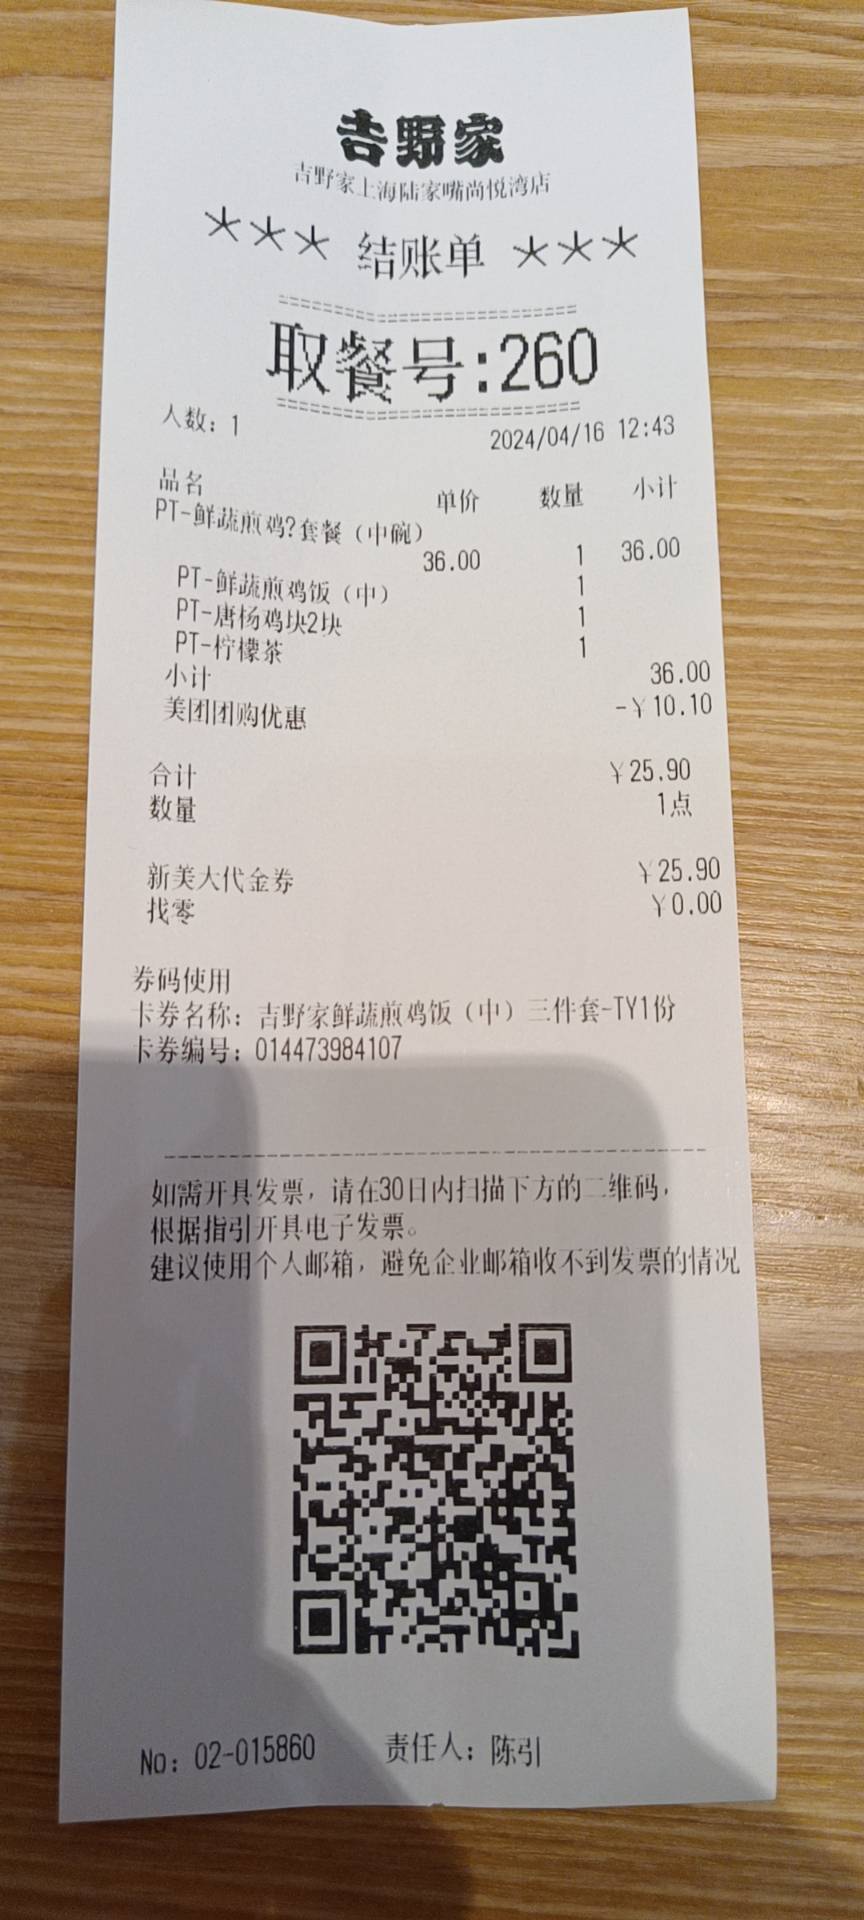 吉野家
吉野家上海陆家嘴尚悦湾店
*** 结账单 ***
==============================
取餐号:260
==============================
人数: 1 2024/04/16 12:43
品名 单价 数量 小计
PT-鲜蔬煎鸡?套餐（中碗）
36.00 1 36.00
PT-鲜蔬煎鸡饭（中） 1
PT-唐杨鸡块2块 1
PT-柠檬茶 1
小计 36.00
美团团购优惠 -￥10.10
合计 ￥25.90
数量 1点
新美大代金券 ￥25.90
找零 ￥0.00
券码使用
卡券名称: 吉野家鲜蔬煎鸡饭（中）三件套-TY1份
卡券编号: 014473984107
------------------------------------------------
如需开具发票，请在30日内扫描下方的二维码，
根据指引开具电子发票。
建议使用个人邮箱，避免企业邮箱收不到发票的情况
No: 02-015860 责任人: 陈引